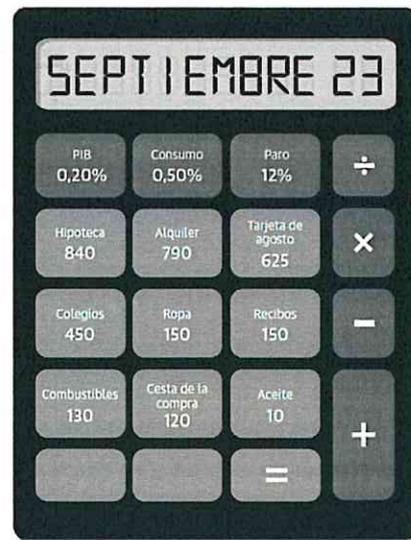 SEPTIEMBRE 23
PIB Consumo Paro ÷
0,20% 0,50% 12%
Hipoteca Alquiler Tarjeta de ×
agosto
840 790 625
Colegios Ropa Recibos −
450 150 150
Combustibles Cesta de la Aceite
compra
130 120 10
+
=